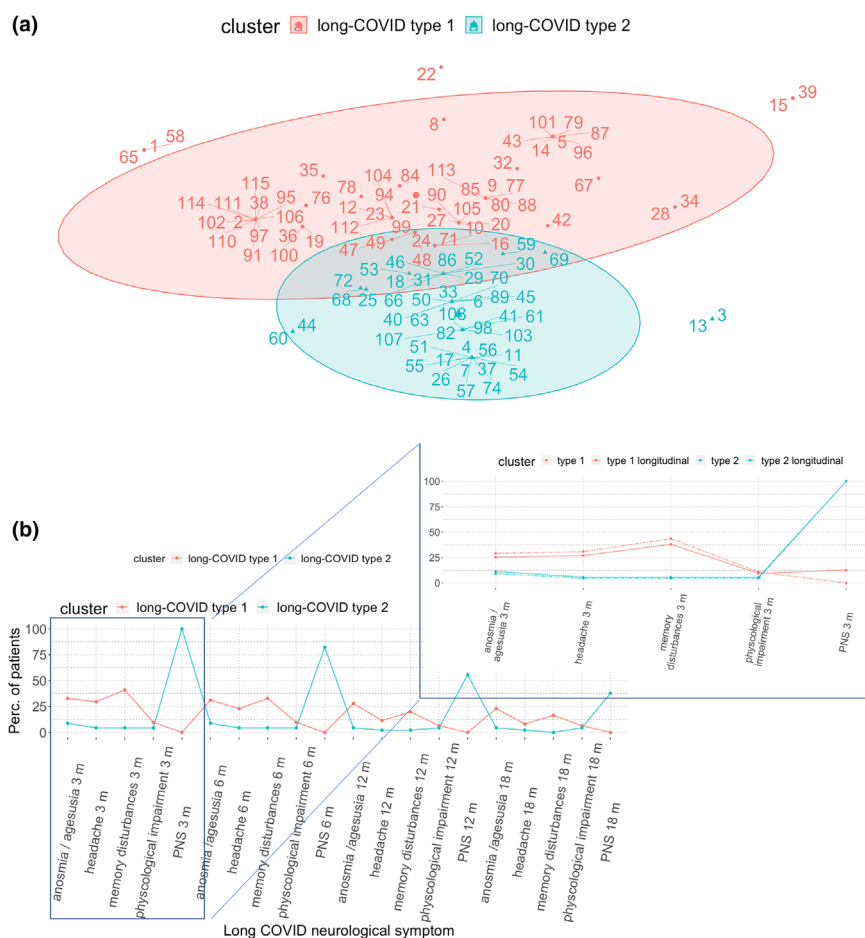 (a)
cluster long-COVID type 1 long-COVID type 2
22
39
15
8
101 79
58
1
65
43
87
14 5 96
35
104 84
113
32
67
115
114 111 38 95 76
78
94
90
85 9 77
80 88
34
28
102 2 106
12
23
21
27
105
20
42
110 97 36 19
112
99
10
91 100
47 49 24 71 16
48
53
46
86 52
59
69
72
18 31 29 30
68 25 66 50 33 70
6 89 45
40 63
108
41 61
44
60
13 3
107 82 98 103
51 4 56 11
55 17
7 37 54
26
57 74
(b)
cluster type 1 type 1 longitudinal type 2 type 2 longitudinal
100
75
50
25
0
anosmia / agesusia 3 m
headache 3 m
memory disturbances 3 m
physcological impairment 3 m
PNS 3 m
cluster long-COVID type 1 long-COVID type 2
cluster long-COVID type 1 long-COVID type 2
Perc. of patients
100
75
50
25
0
anosmia / agesusia 3 m
headache 3 m
memory disturbances 3 m
physcological impairment 3 m
PNS 3 m
anosmia /agesusia 6 m
headache 6 m
memory disturbances 6 m
physcological impairment 6 m
PNS 6 m
anosmia /agesusia 12 m
headache 12 m
memory disturbances 12 m
physcological impairment 12 m
PNS 12 m
anosmia /agesusia 18 m
headache 18 m
memory disturbances 18 m
physcological impairment 18 m
PNS 18 m
Long COVID neurological symptom